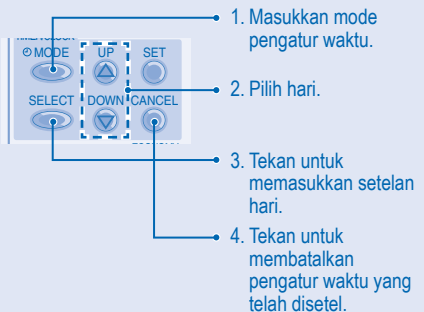 1. Masukkan mode
pengatur waktu.
MODE UP SET
2. Pilih hari.
SELECT DOWN CANCEL
3. Tekan untuk
memasukkan setelan
hari.
4. Tekan untuk
membatalkan
pengatur waktu yang
telah disetel.